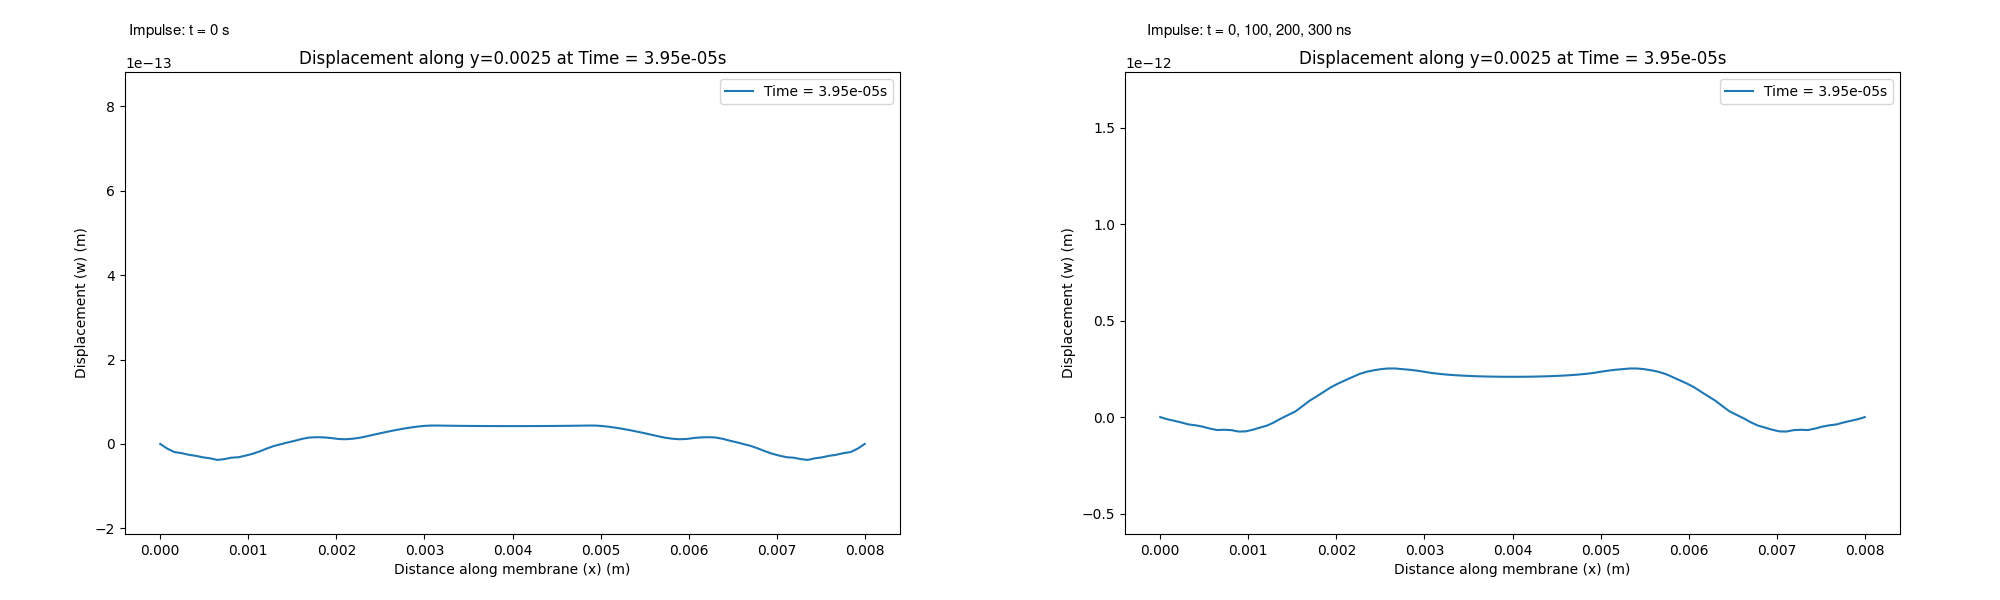 Impulse: t = 0 s
Displacement along y=0.0025 at Time = 3.95e-05s
1e−13
Time = 3.95e-05s
8
6
4
2
0
−2
Displacement (w) (m)
0.000 0.001 0.002 0.003 0.004 0.005 0.006 0.007 0.008
Distance along membrane (x) (m)
Impulse: t = 0, 100, 200, 300 ns
Displacement along y=0.0025 at Time = 3.95e-05s
1e−12
Time = 3.95e-05s
1.5
1.0
0.5
0.0
−0.5
Displacement (w) (m)
0.000 0.001 0.002 0.003 0.004 0.005 0.006 0.007 0.008
Distance along membrane (x) (m)